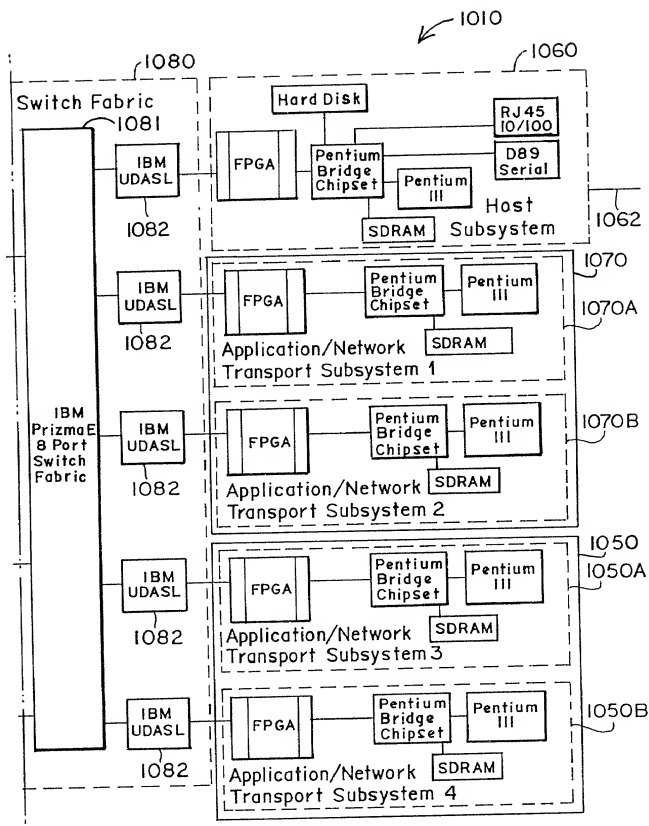 1010
1080
1060
Switch Fabric
1081
Hard Disk
RJ45
10/100
IBM
UDASL
FPGA
Pentium
Bridge
Chipset
D89
Serial
Pentium
III
1082
Host
Subsystem
1062
SDRAM
1070
IBM
UDASL
FPGA
Pentium
Bridge
Chipset
Pentium
III
1070A
1082
SDRAM
Application/Network
Transport Subsystem 1
IBM
PrizmaE
8 Port
Switch
Fabric
IBM
UDASL
FPGA
Pentium
Bridge
Chipset
Pentium
III
1070B
1082
SDRAM
Application/Network
Transport Subsystem 2
1050
IBM
UDASL
FPGA
Pentium
Bridge
Chipset
Pentium
III
1050A
1082
SDRAM
Application/Network
Transport Subsystem 3
IBM
UDASL
FPGA
Pentium
Bridge
Chipset
Pentium
III
1050B
1082
SDRAM
Application/Network
Transport Subsystem 4